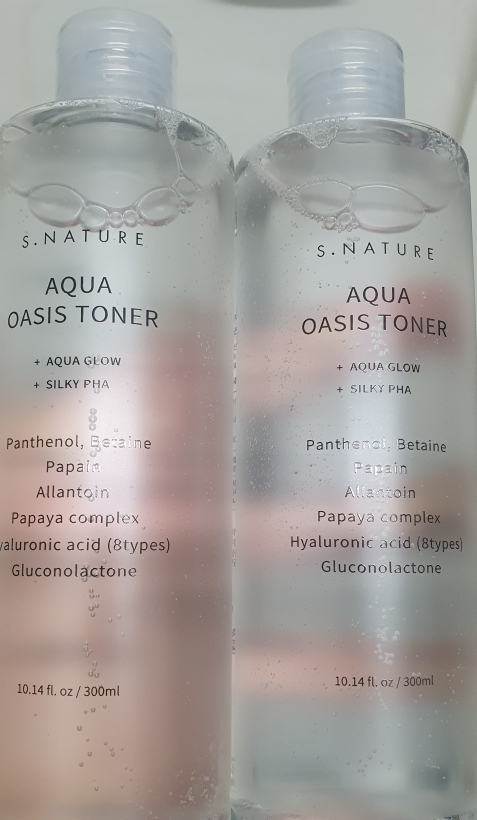 S.NATURE
AQUA
OASIS TONER
+ AQUA GLOW
+ SILKY PHA
Panthenol, Betaine
Papain
Allantoin
Papaya complex
yaluronic acid (8types)
Gluconolactone
10.14 fl. oz / 300ml
S.NATURE
AQUA
OASIS TONER
+ AQUA GLOW
+ SILKY PHA
Panthenol, Betaine
Papain
Allantoin
Papaya complex
Hyaluronic acid (8types)
Gluconolactone
10.14 fl. oz / 300ml